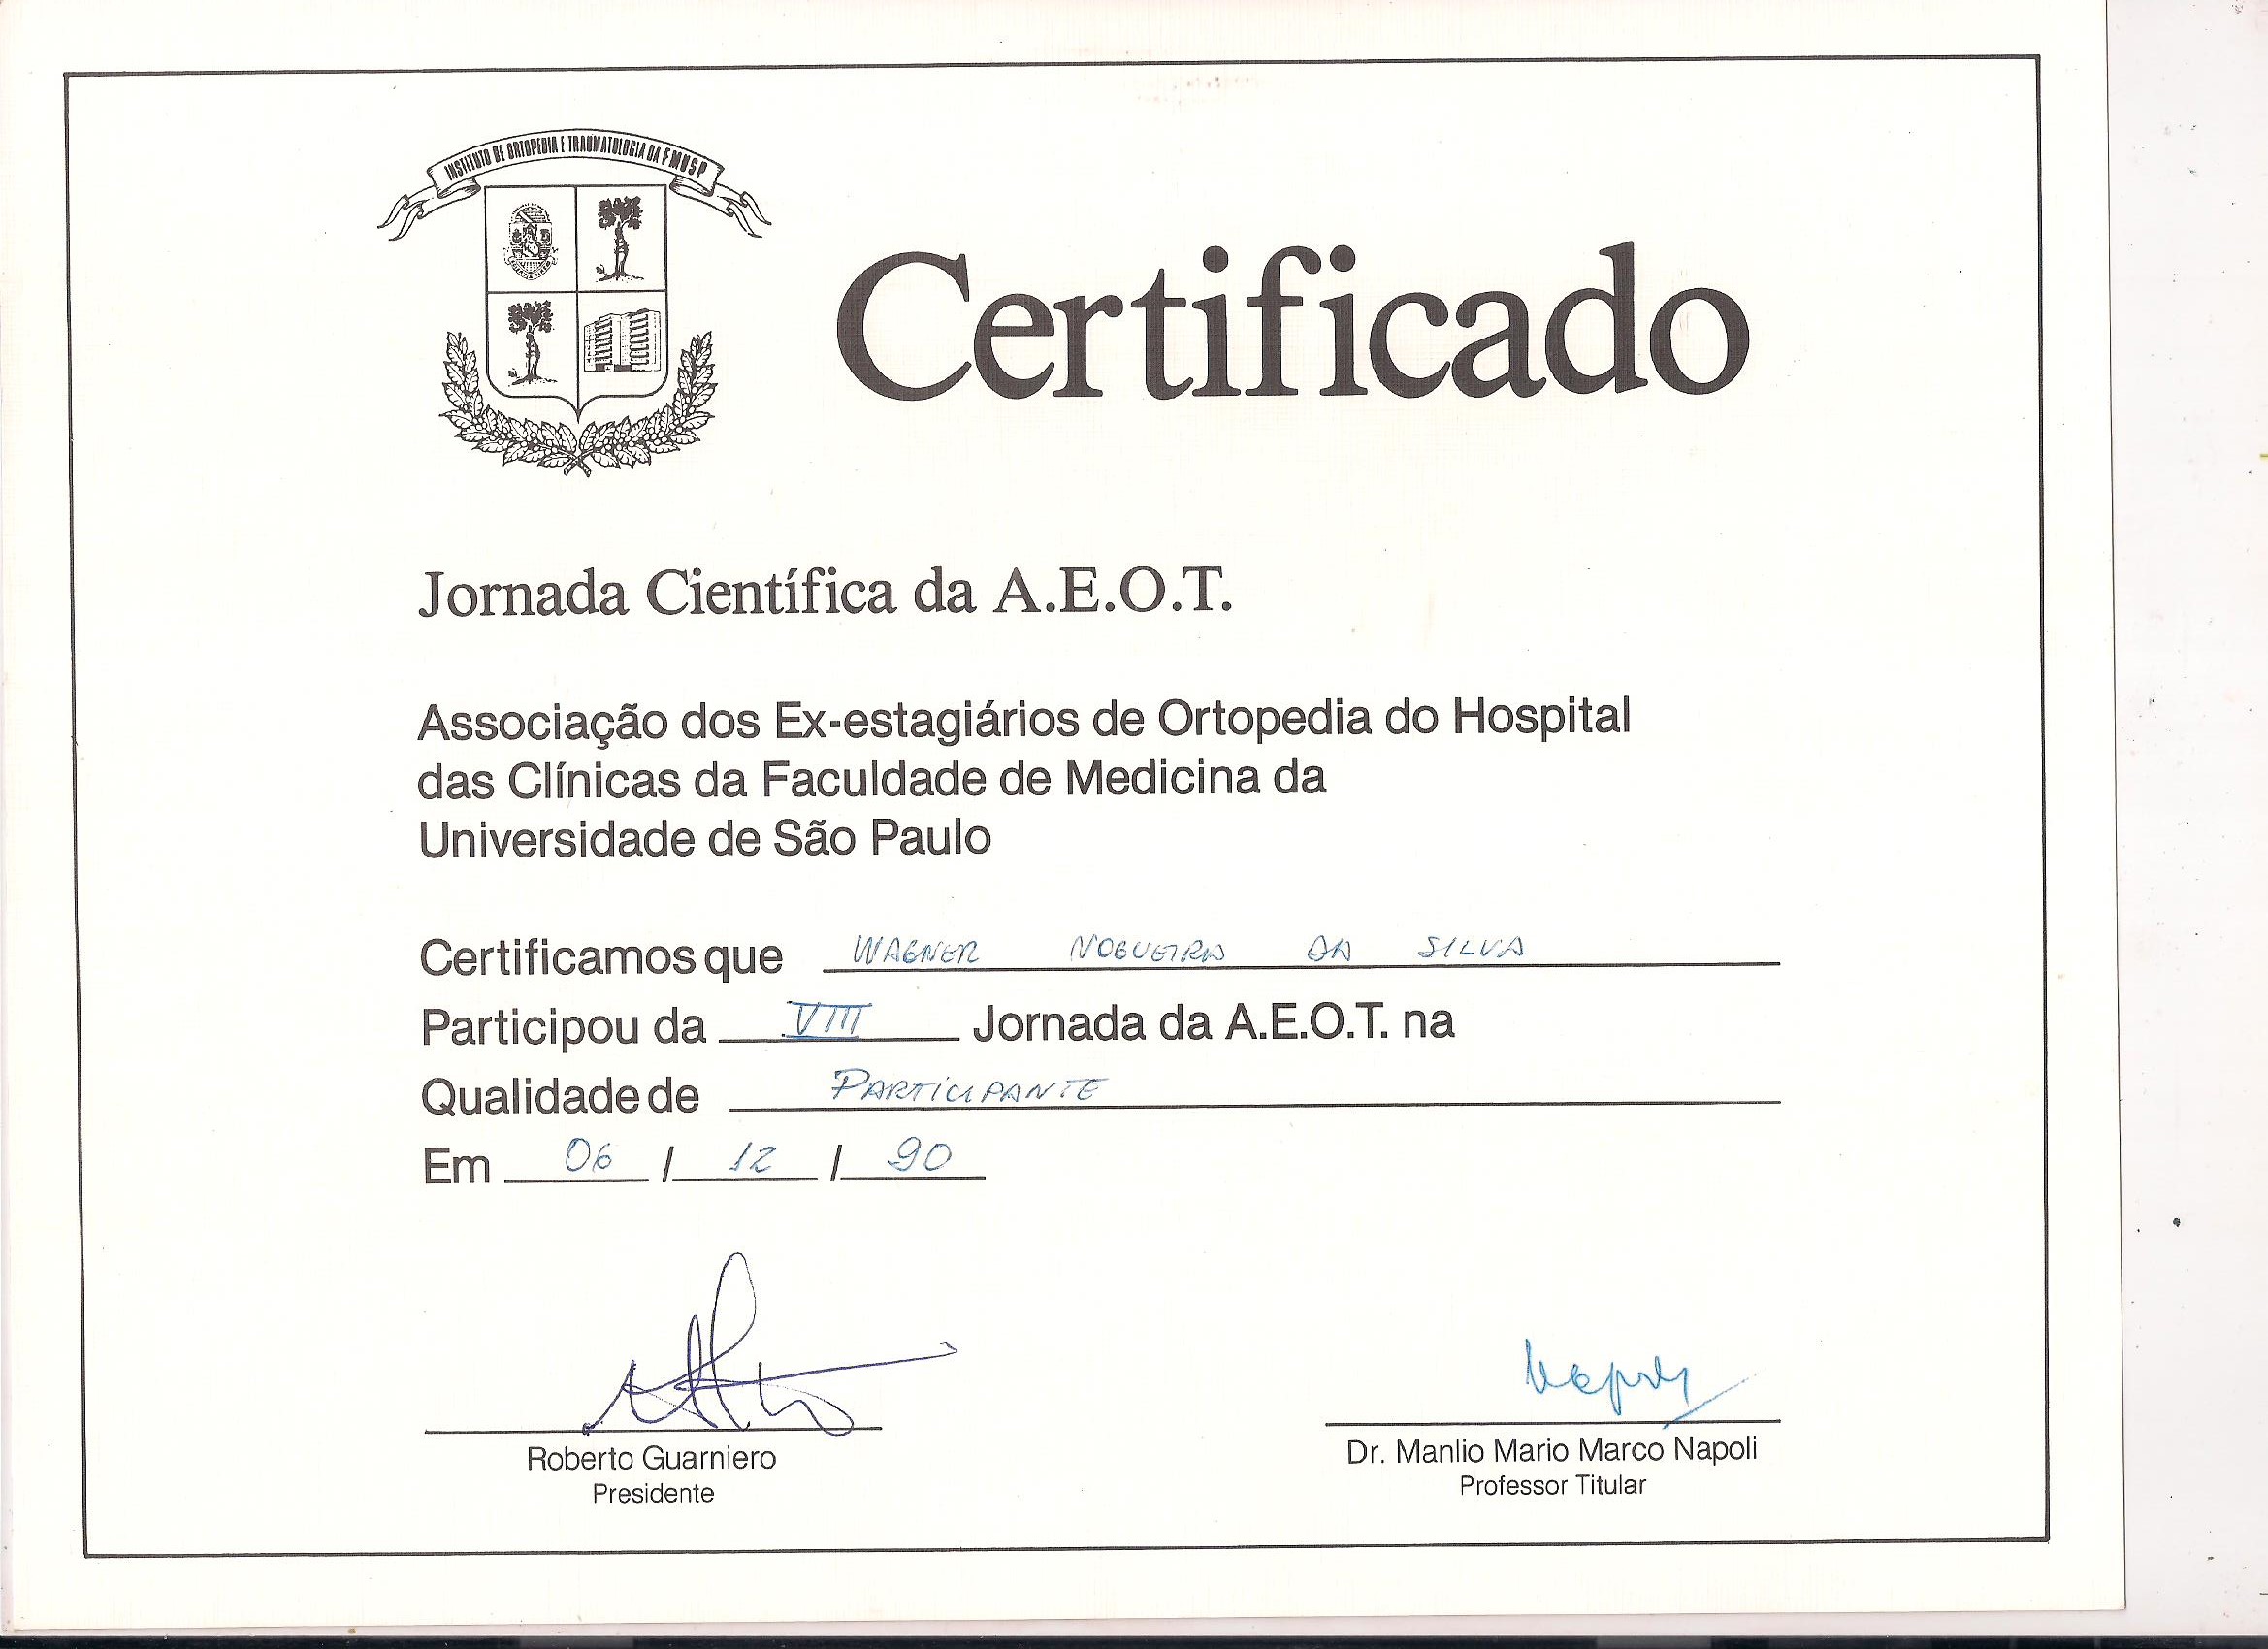 INSTITUTO DE ORTOPEDIA E TRAUMATOLOGIA DA FMUSP
Certificado
Jornada Científica da A.E.O.T.
Associação dos Ex-estagiários de Ortopedia do Hospital
das Clínicas da Faculdade de Medicina da
Universidade de São Paulo
Certificamos que WAGNER NOGUEIRA DA SILVA
Participou da VIII Jornada da A.E.O.T. na
Qualidade de PARTICIPANTE
Em 06 / 12 / 90
Napoli
Roberto Guarniero
Presidente
Dr. Manlio Mario Marco Napoli
Professor Titular